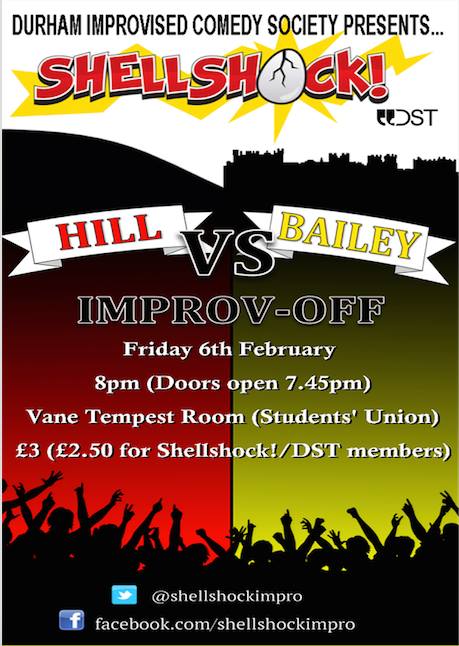 DURHAM IMPROVISED COMEDY SOCIETY PRESENTS...
SHELLSHOCK!
DST
HILL
VS
BAILEY
IMPROV-OFF
Friday 6th February
8pm (Doors open 7.45pm)
Vane Tempest Room (Students' Union)
£3 (£2.50 for Shellshock!/DST members)
@shellshockimpro
facebook.com/shellshockimpro